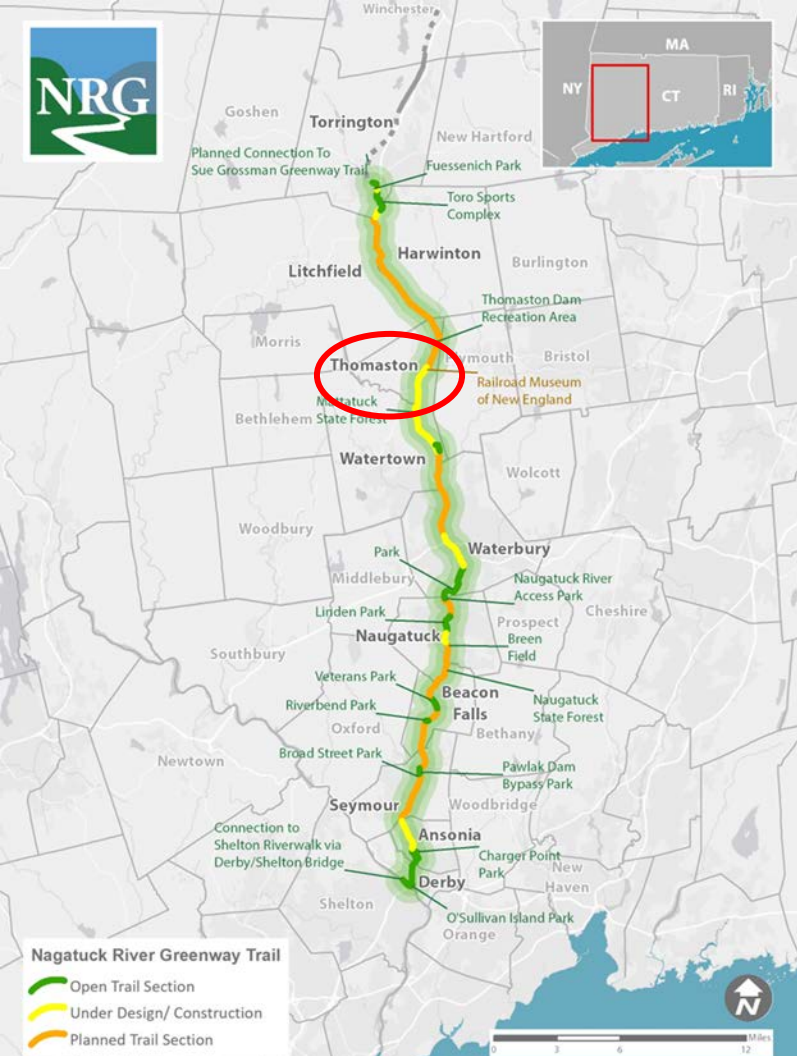 Winchester
NRG
MA
NY
CT
RI
Goshen
Torrington
New Hartford
Planned Connection To
Sue Grossman Greenway Trail
Fuessenich Park
Toro Sports
Complex
Harwinton
Litchfield
Burlington
Thomaston Dam
Recreation Area
Morris
Thomaston
Plymouth
Bristol
Railroad Museum
of New England
Mattatuck
State Forest
Bethlehem
Watertown
Wolcott
Woodbury
Park
Waterbury
Middlebury
Naugatuck River
Access Park
Linden Park
Cheshire
Prospect
Naugatuck
Breen
Field
Southbury
Veterans Park
Beacon
Falls
Naugatuck
State Forest
Riverbend Park
Oxford
Bethany
Broad Street Park
Newtown
Pawlak Dam
Bypass Park
Seymour
Woodbridge
Connection to
Shelton Riverwalk via
Derby/Shelton Bridge
Ansonia
Charger Point
Park
New
Haven
Derby
Shelton
O'Sullivan Island Park
Orange
Nagatuck River Greenway Trail
Open Trail Section
Under Design/ Construction
Planned Trail Section
N
Miles
0 3 6 12